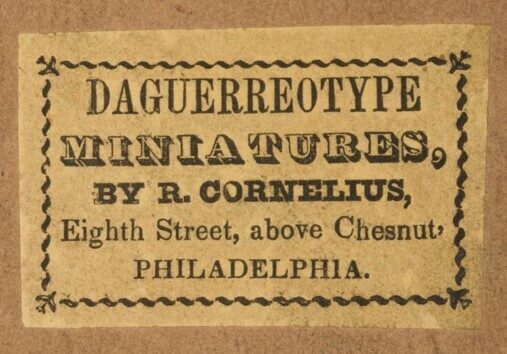 DAGUERREOTYPE
MINIATURES,
BY R. CORNELIUS,
Eighth Street, above Chesnut,
PHILADELPHIA.